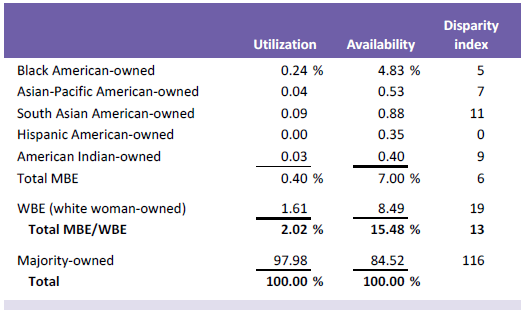 Disparity
Utilization Availability index
Black American-owned 0.24 % 4.83 % 5
Asian-Pacific American-owned 0.04 0.53 7
South Asian American-owned 0.09 0.88 11
Hispanic American-owned 0.00 0.35 0
American Indian-owned 0.03 0.40 9
Total MBE 0.40 % 7.00 % 6
WBE (white woman-owned) 1.61 8.49 19
Total MBE/WBE 2.02 % 15.48 % 13
Majority-owned 97.98 84.52 116
Total 100.00 % 100.00 %